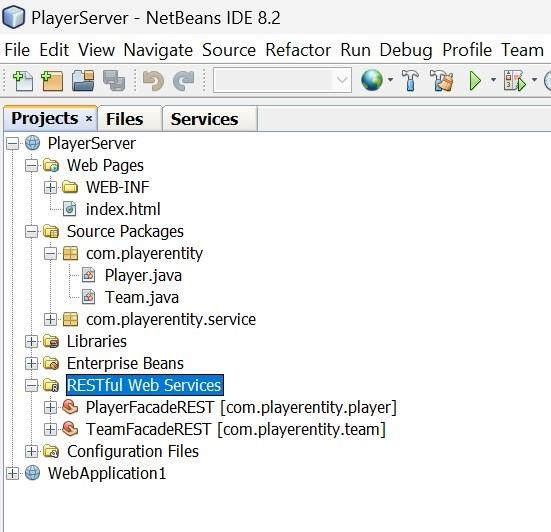 PlayerServer - NetBeans IDE 8.2
File Edit View Navigate Source Refactor Run Debug Profile Team
Projects × Files Services
PlayerServer
Web Pages
WEB-INF
index.html
Source Packages
com.playerentity
Player.java
Team.java
com.playerentity.service
Libraries
Enterprise Beans
RESTful Web Services
PlayerFacadeREST [com.playerentity.player]
TeamFacadeREST [com.playerentity.team]
Configuration Files
WebApplication1